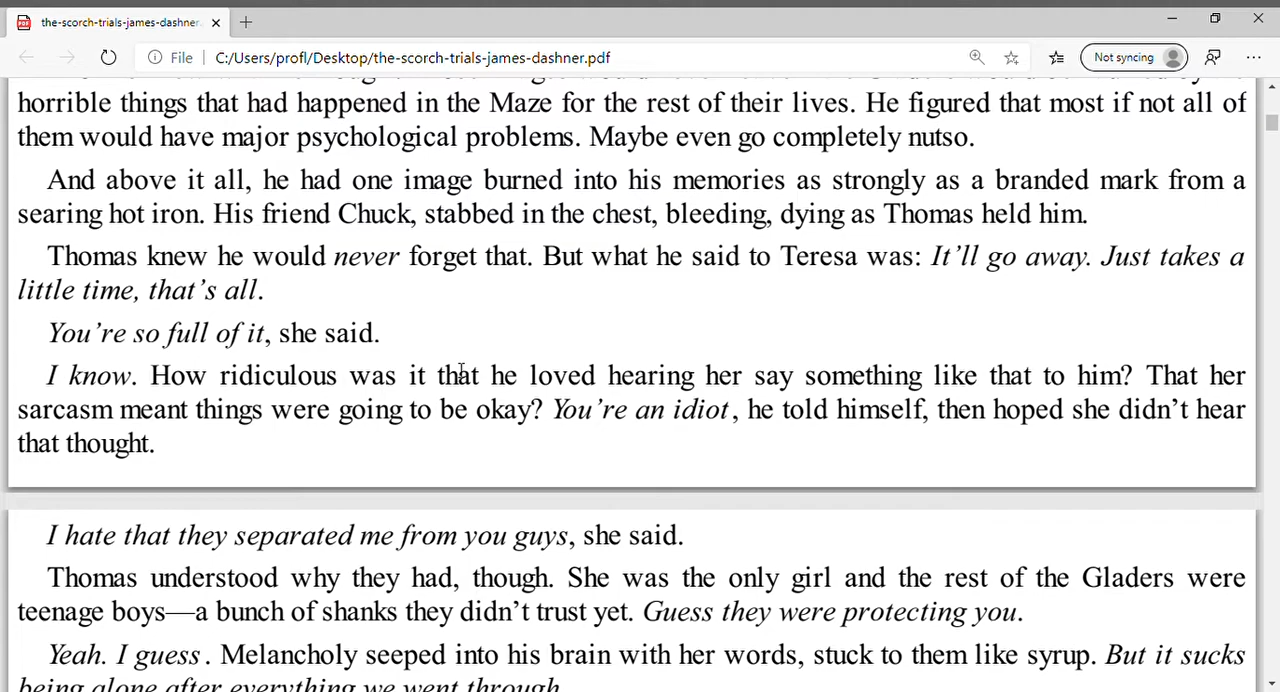 the-scorch-trials-james-dashner.
File
C:/Users/profl/Desktop/the-scorch-trials-james-dashner.pdf
Not syncing
horrible things that had happened in the Maze for the rest of their lives. He figured that most if not all of
them would have major psychological problems. Maybe even go completely nutso.
And above it all, he had one image burned into his memories as strongly as a branded mark from a
searing hot iron. His friend Chuck, stabbed in the chest, bleeding, dying as Thomas held him.
Thomas knew he would never forget that. But what he said to Teresa was: It’ll go away. Just takes a
little time, that’s all.
You’re so full of it, she said.
I know. How ridiculous was it that he loved hearing her say something like that to him? That her
sarcasm meant things were going to be okay? You’re an idiot, he told himself, then hoped she didn’t hear
that thought.
I hate that they separated me from you guys, she said.
Thomas understood why they had, though. She was the only girl and the rest of the Gladers were
teenage boys—a bunch of shanks they didn’t trust yet. Guess they were protecting you.
Yeah. I guess. Melancholy seeped into his brain with her words, stuck to them like syrup. But it sucks
being alone after everything we went through.